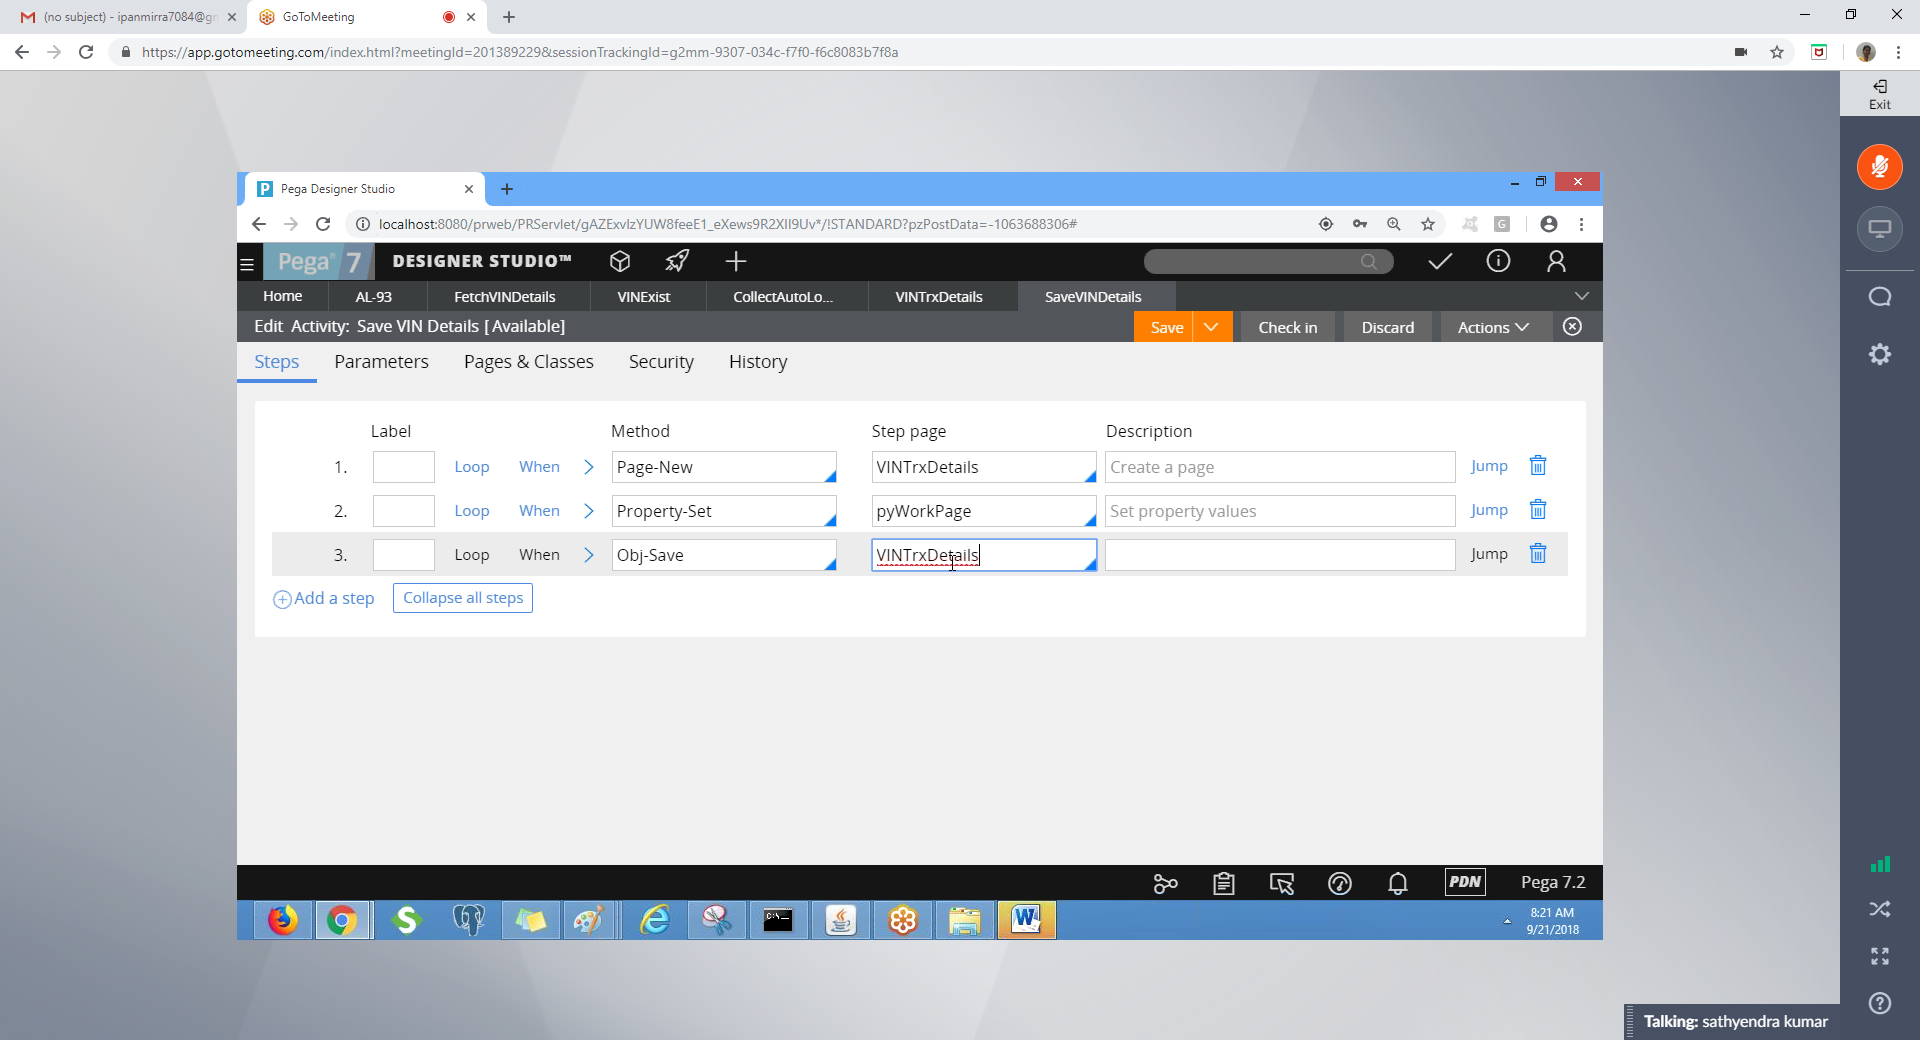 (no subject) - ipanmirra7084@gm
GoToMeeting
https://app.gotomeeting.com/index.html?meetingId=201389229&sessionTrackingId=g2mm-9307-034c-f7f0-f6c8083b7f8a
Exit
Pega Designer Studio
localhost:8080/prweb/PRServlet/gAZExvlzYUW8feeE1_eXews9R2XII9Uv*/!STANDARD?pzPostData=-1063688306#
Pega 7 DESIGNER STUDIO™
Home AL-93 FetchVINDetails VINExist CollectAutoLo... VINTrxDetails SaveVINDetails
Edit Activity: Save VIN Details [ Available] Save Check in Discard Actions
Steps Parameters Pages & Classes Security History
Label Method Step page Description
1. Loop When Page-New VINTrxDetails Create a page Jump
2. Loop When Property-Set pyWorkPage Set property values Jump
3. Loop When Obj-Save VINTrxDetails Jump
Add a step Collapse all steps
PDN Pega 7.2
8:21 AM
9/21/2018
Talking: sathyendra kumar